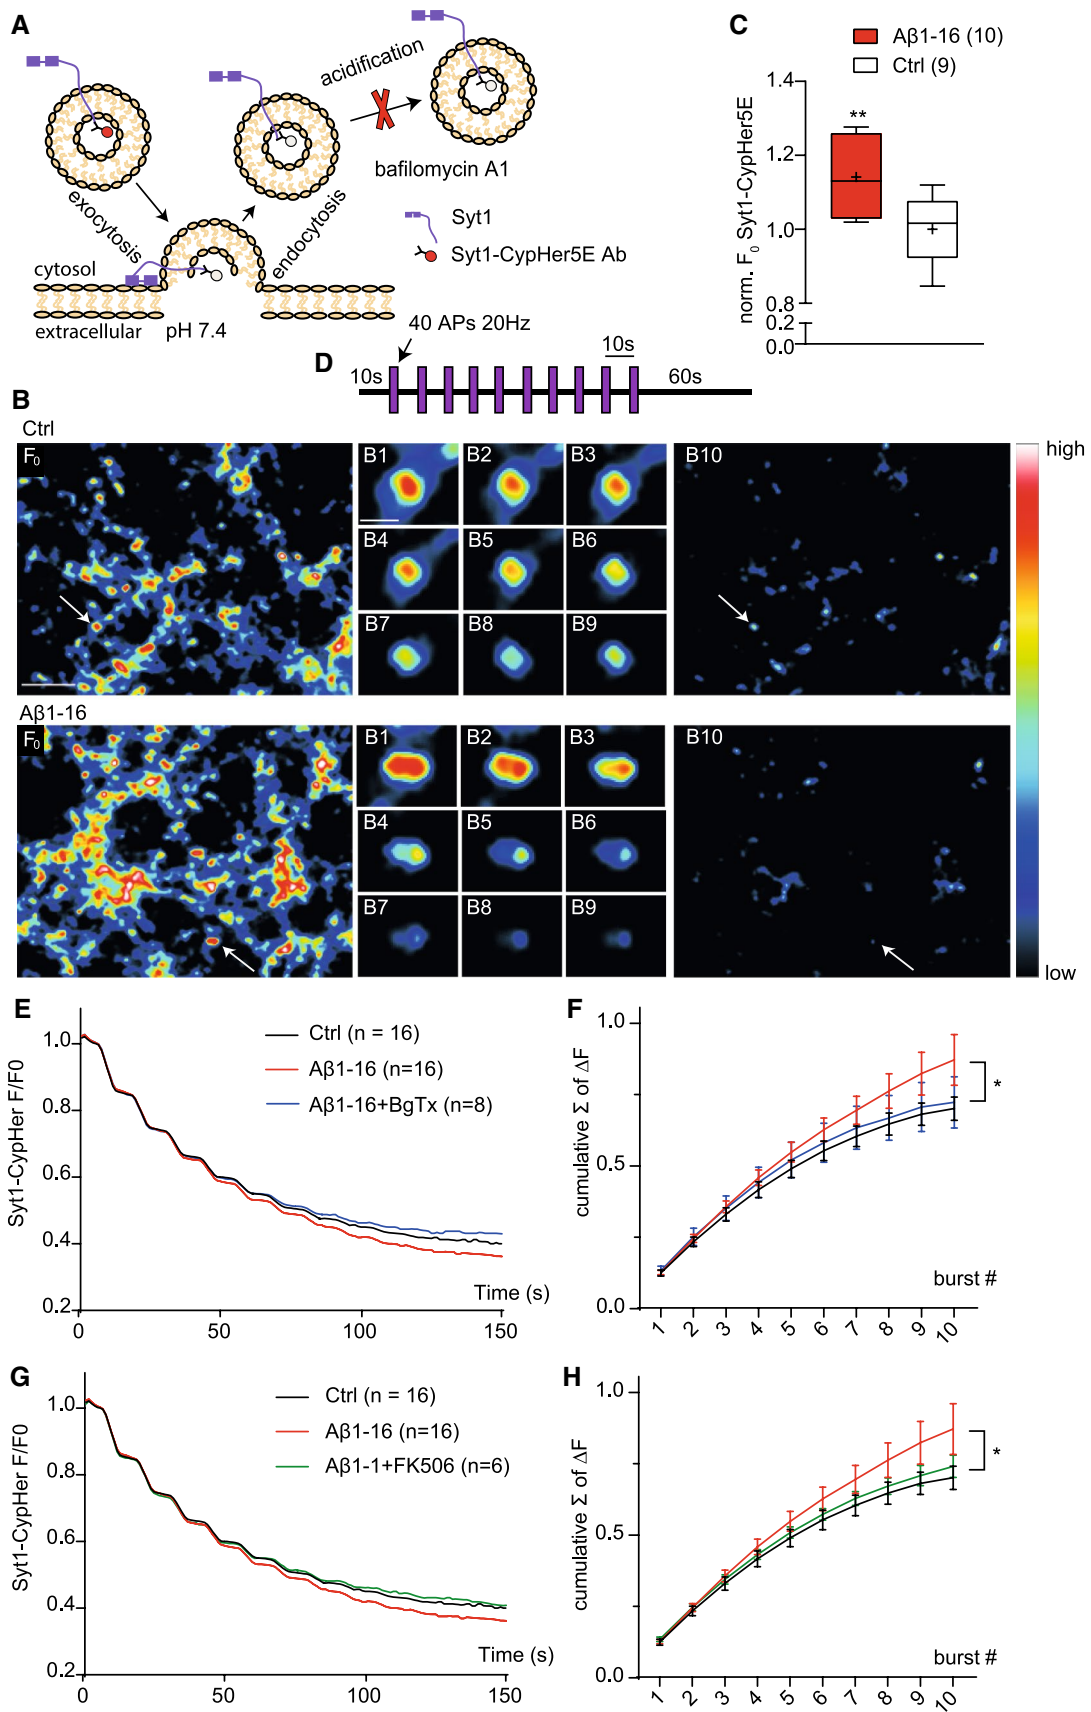 A
acidification
bafilomycin A1
exocytosis
endocytosis
Syt1
Syt1-CypHer5E Ab
cytosol
extracellular
pH 7.4
C
Aβ1-16 (10)
Ctrl (9)
norm. F0 Syt1-CypHer5E
1.4
1.2
1.0
0.8
0.2
0.0
**
D
40 APs 20Hz
10s
10s
60s
B
Ctrl
F0
B1
B2
B3
B4
B5
B6
B7
B8
B9
B10
high
low
Aβ1-16
F0
B1
B2
B3
B4
B5
B6
B7
B8
B9
B10
E
Syt1-CypHer F/F0
1.0
0.8
0.6
0.4
0.2
Ctrl (n = 16)
Aβ1-16 (n=16)
Aβ1-16+BgTx (n=8)
Time (s)
0 50 100 150
F
cumulative Σ of ΔF
1.0
0.5
0.0
*
burst #
1 2 3 4 5 6 7 8 9 10
G
Syt1-CypHer F/F0
1.0
0.8
0.6
0.4
0.2
Ctrl (n = 16)
Aβ1-16 (n=16)
Aβ1-1+FK506 (n=6)
Time (s)
0 50 100 150
H
cumulative Σ of ΔF
1.0
0.5
0.0
*
burst #
1 2 3 4 5 6 7 8 9 10